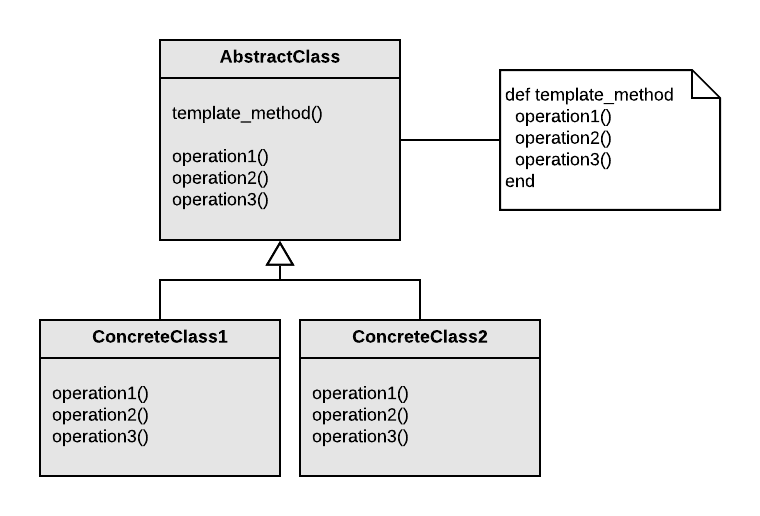 AbstractClass
template_method()
operation1()
operation2()
operation3()
def template_method
operation1()
operation2()
operation3()
end
ConcreteClass1
operation1()
operation2()
operation3()
ConcreteClass2
operation1()
operation2()
operation3()